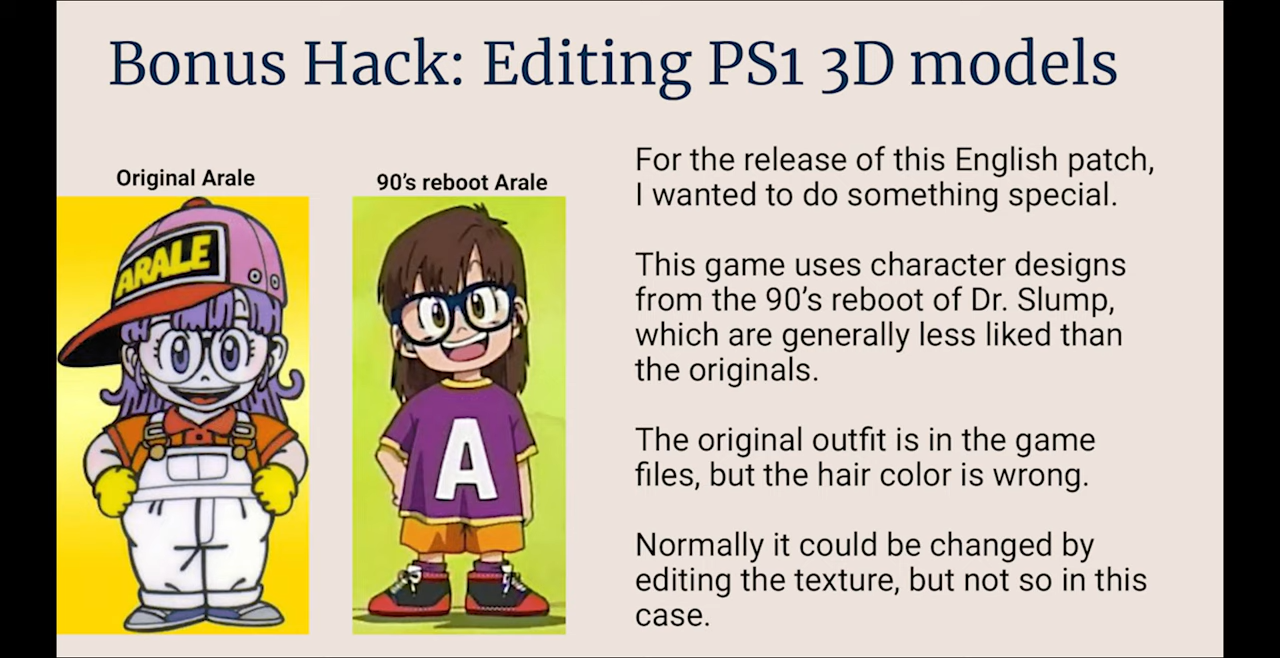 Bonus Hack: Editing PS1 3D models
Original Arale
90's reboot Arale
ARALE
A
For the release of this English patch,
I wanted to do something special.
This game uses character designs
from the 90's reboot of Dr. Slump,
which are generally less liked than
the originals.
The original outfit is in the game
files, but the hair color is wrong.
Normally it could be changed by
editing the texture, but not so in this
case.